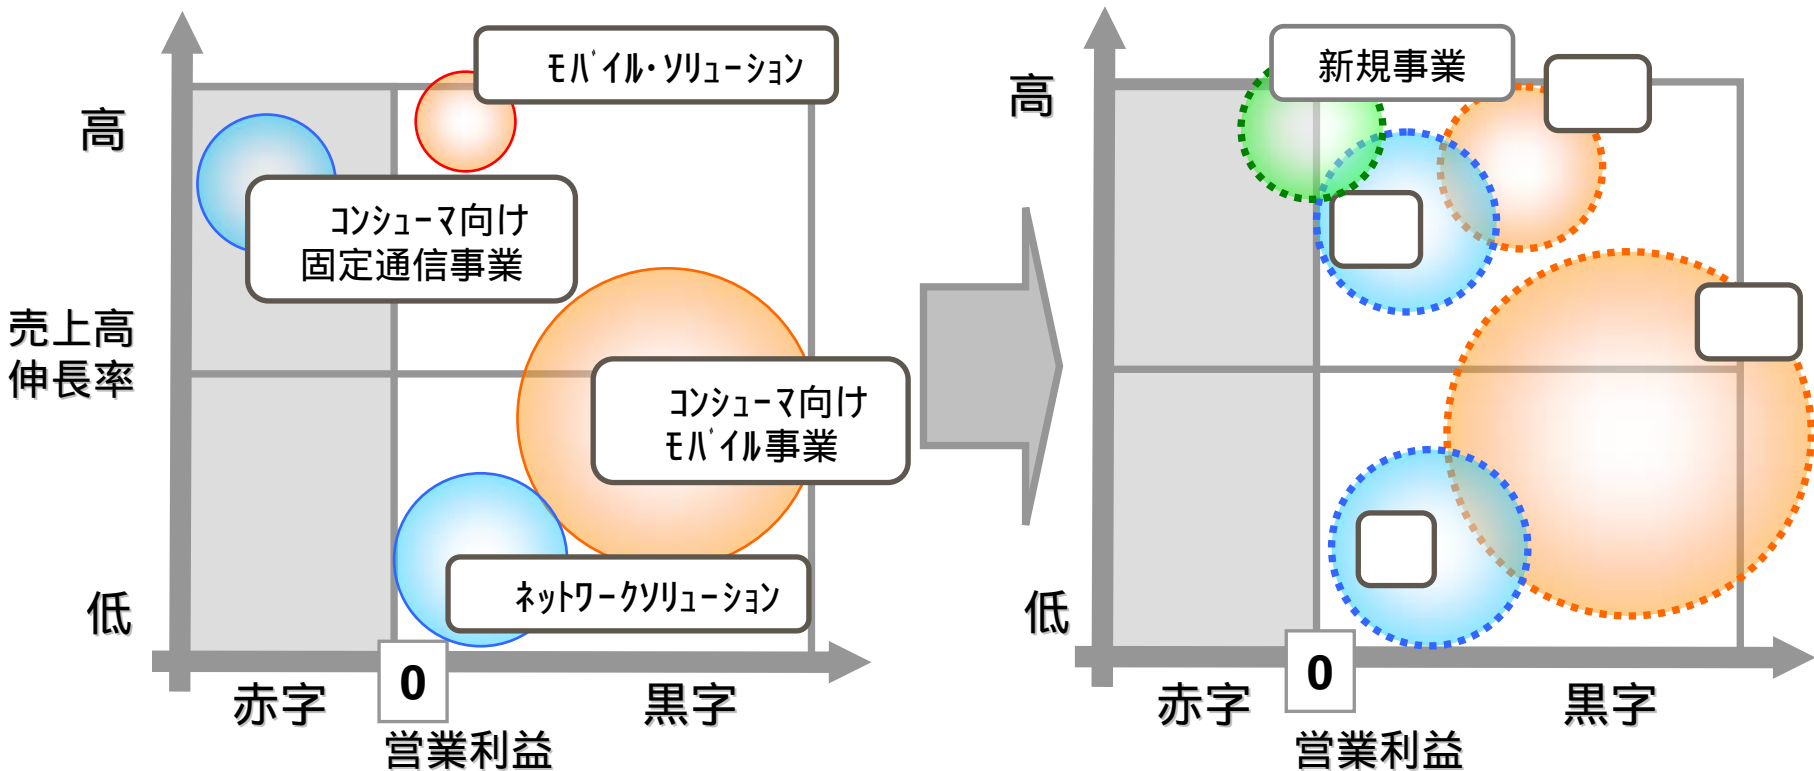 モバイル・ソリューション
高
コンシューマ向け
固定通信事業
売上高
伸長率
コンシューマ向け
モバイル事業
ネットワークソリューション
低
0
赤字
黒字
営業利益
新規事業
高
低
0
赤字
黒字
営業利益